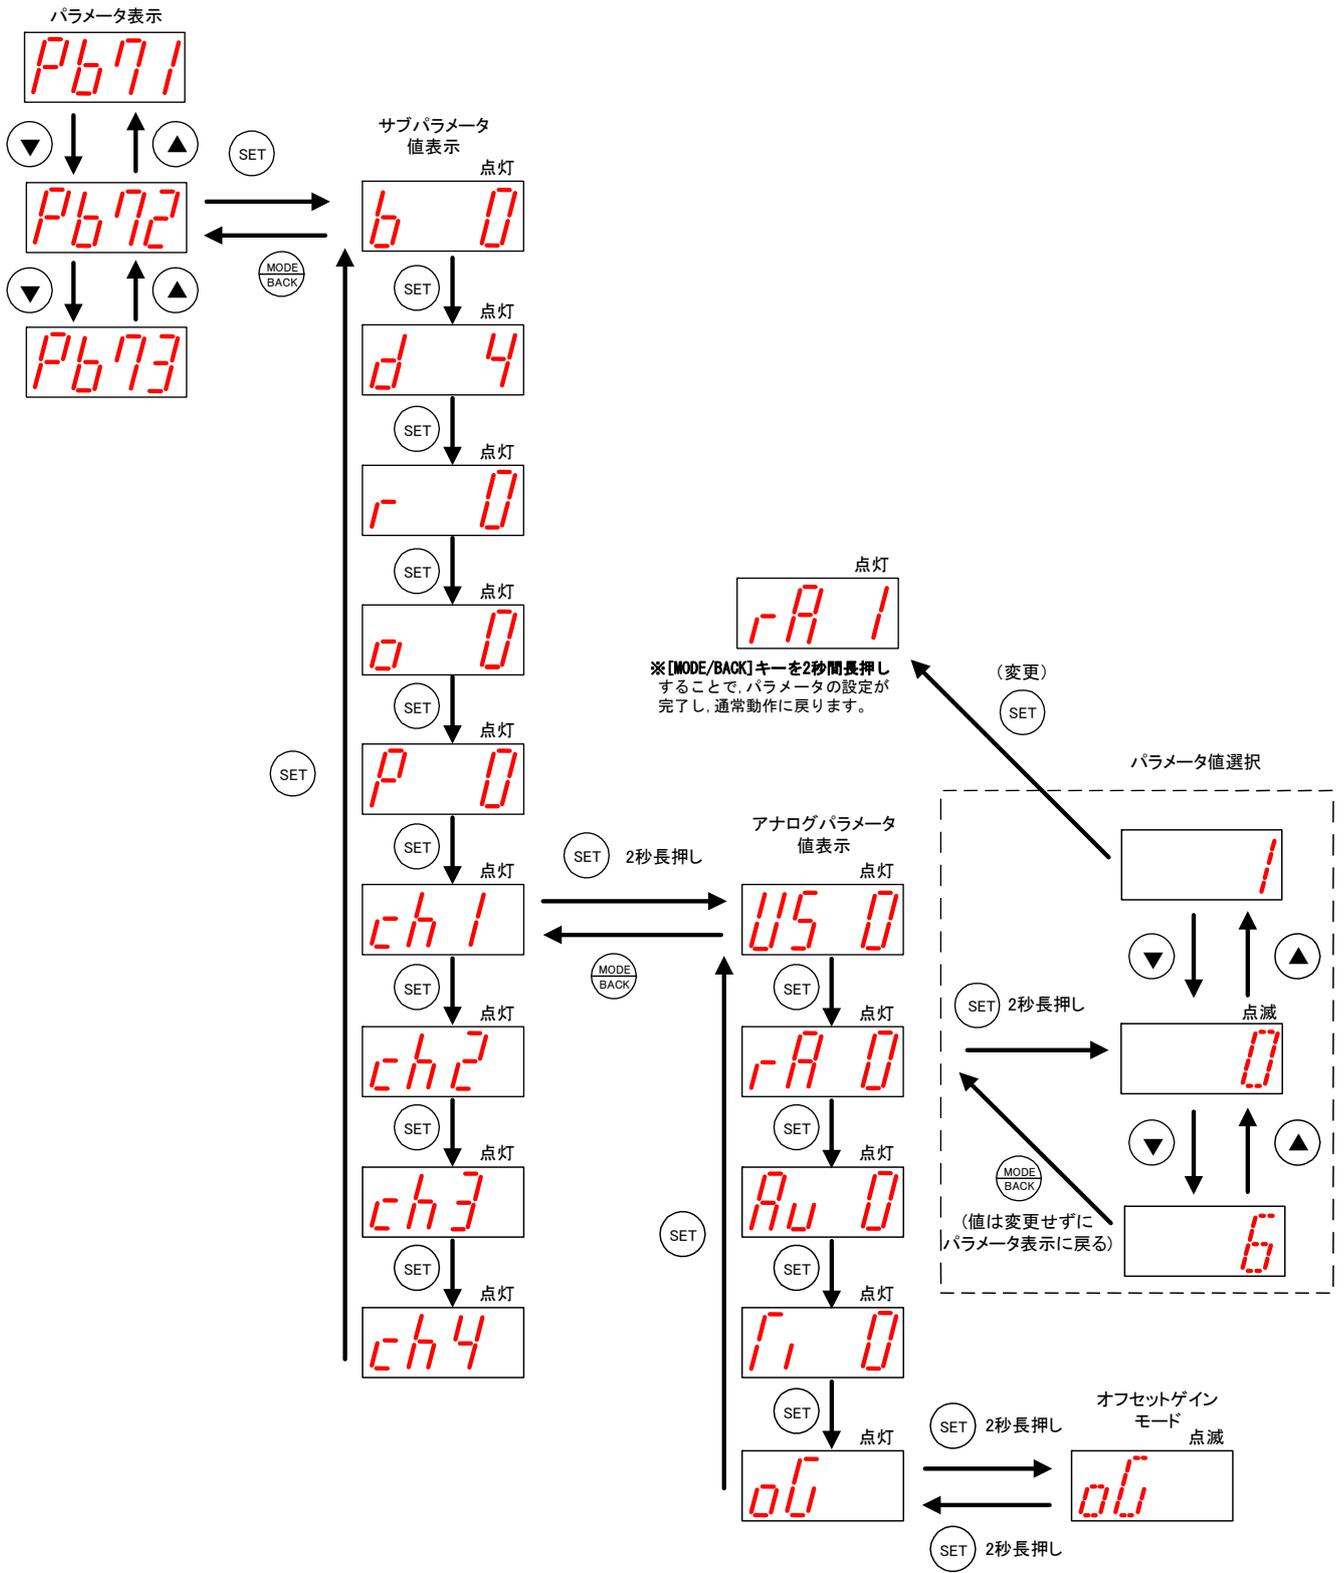 パラメータ表示
Pb71
▼
▲
SET
Pb72
MODE
BACK
▼
▲
Pb73
サブパラメータ
値表示
点灯
b 0
SET
点灯
d 4
SET
点灯
r 0
SET
点灯
o 0
SET
点灯
P 0
SET
点灯
ch1
SET
点灯
ch2
SET
点灯
ch3
SET
点灯
ch4
SET
SET 2秒長押し
MODE
BACK
アナログパラメータ
値表示
点灯
US 0
SET
点灯
rA 0
SET
点灯
Au 0
SET
点灯
Ti 0
SET
点灯
oG
SET
点灯
rA 1
※[MODE/BACK]キーを2秒間長押し
することで,パラメータの設定が
完了し,通常動作に戻ります。
(変更)
SET
パラメータ値選択
1
▼
▲
SET 2秒長押し
点滅
0
▼
▲
MODE
BACK
(値は変更せずに
パラメータ表示に戻る)
6
SET 2秒長押し
SET 2秒長押し
オフセットゲイン
モード
点滅
oG